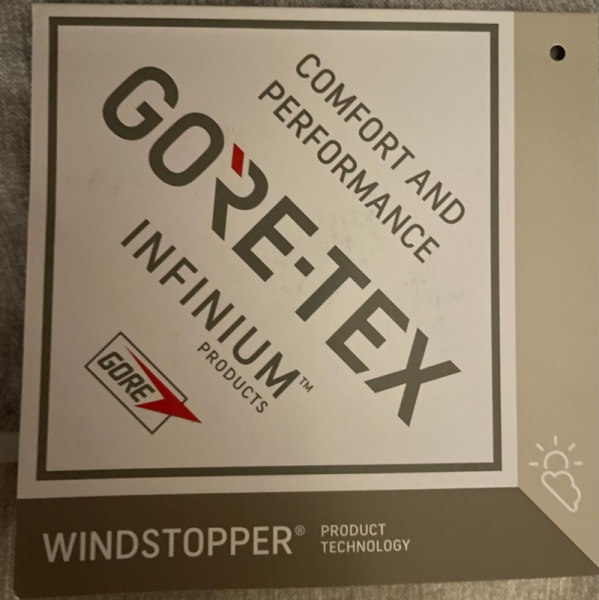 COMFORT AND
PERFORMANCE
GORE-TEX
INFINIUM™
PRODUCTS
GORE
WINDSTOPPER® PRODUCT
TECHNOLOGY